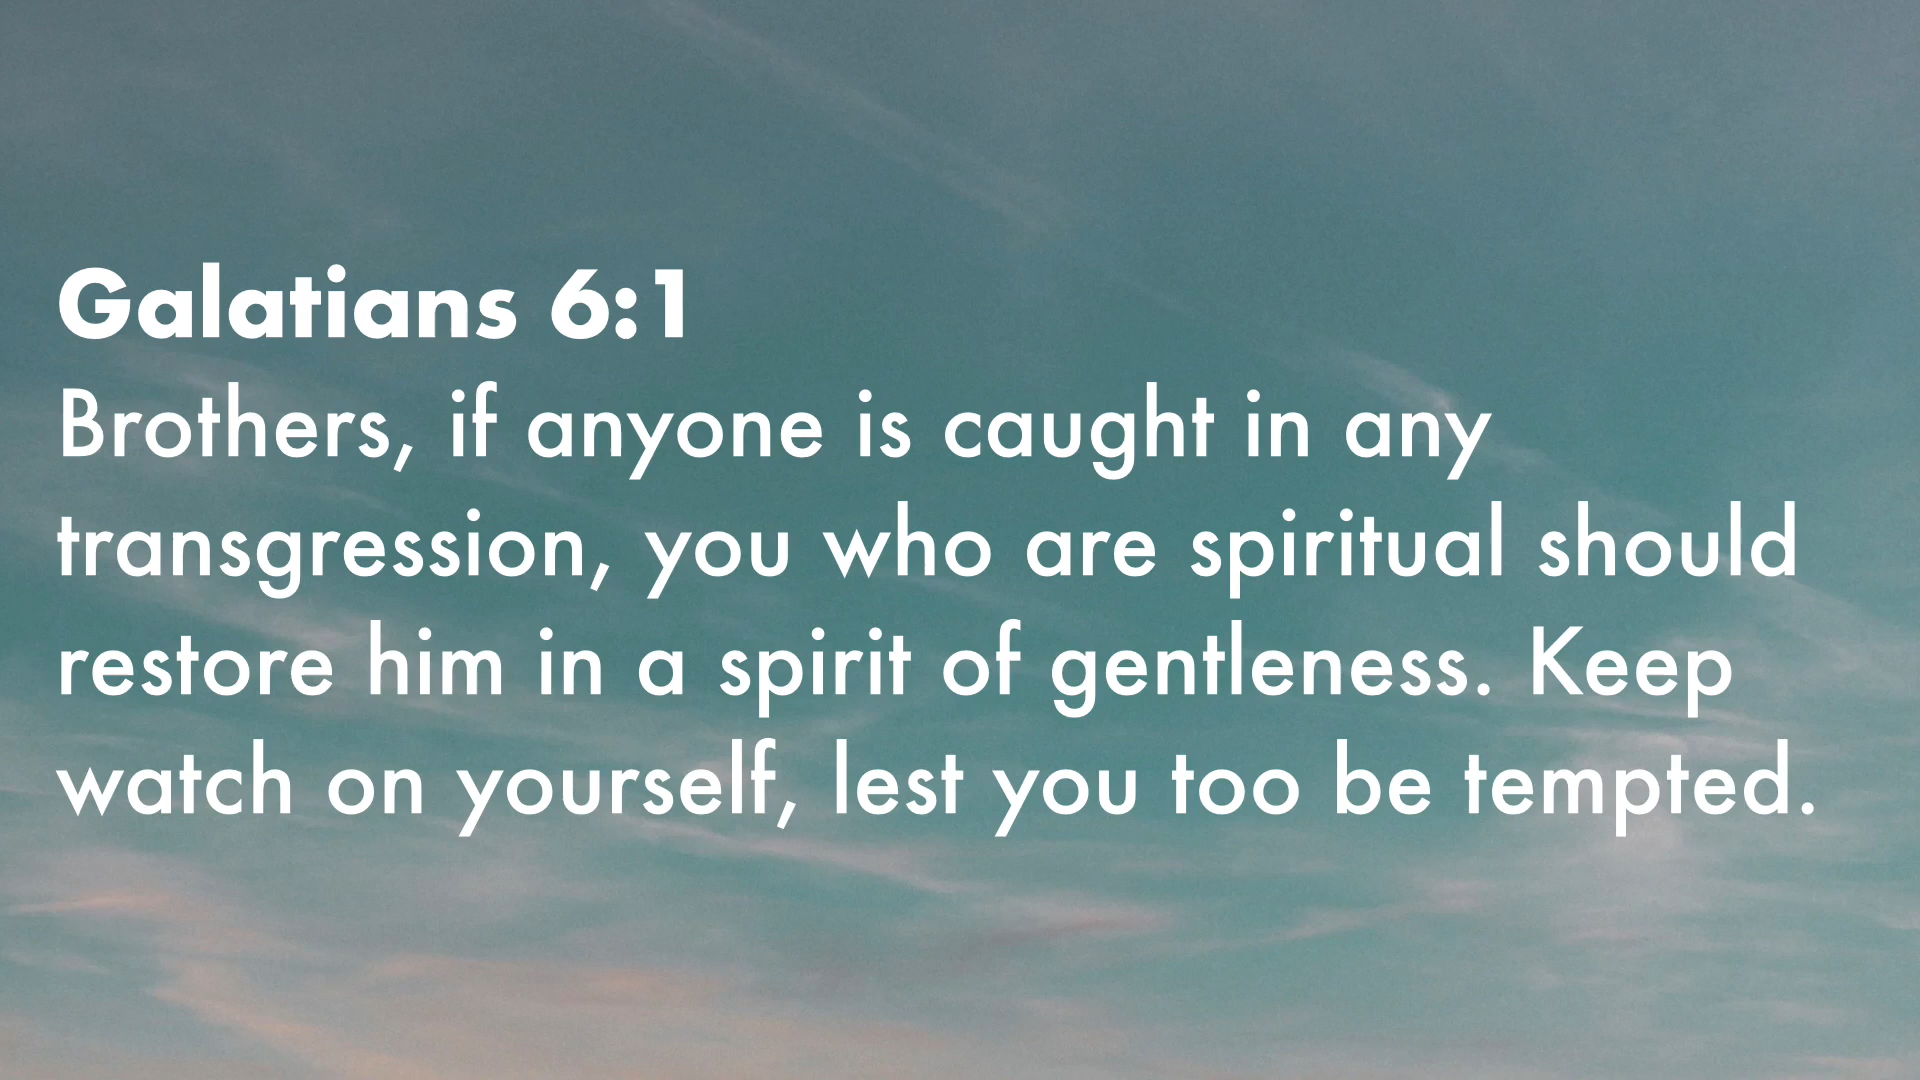 Galatians 6:1
Brothers, if anyone is caught in any
transgression, you who are spiritual should
restore him in a spirit of gentleness. Keep
watch on yourself, lest you too be tempted.